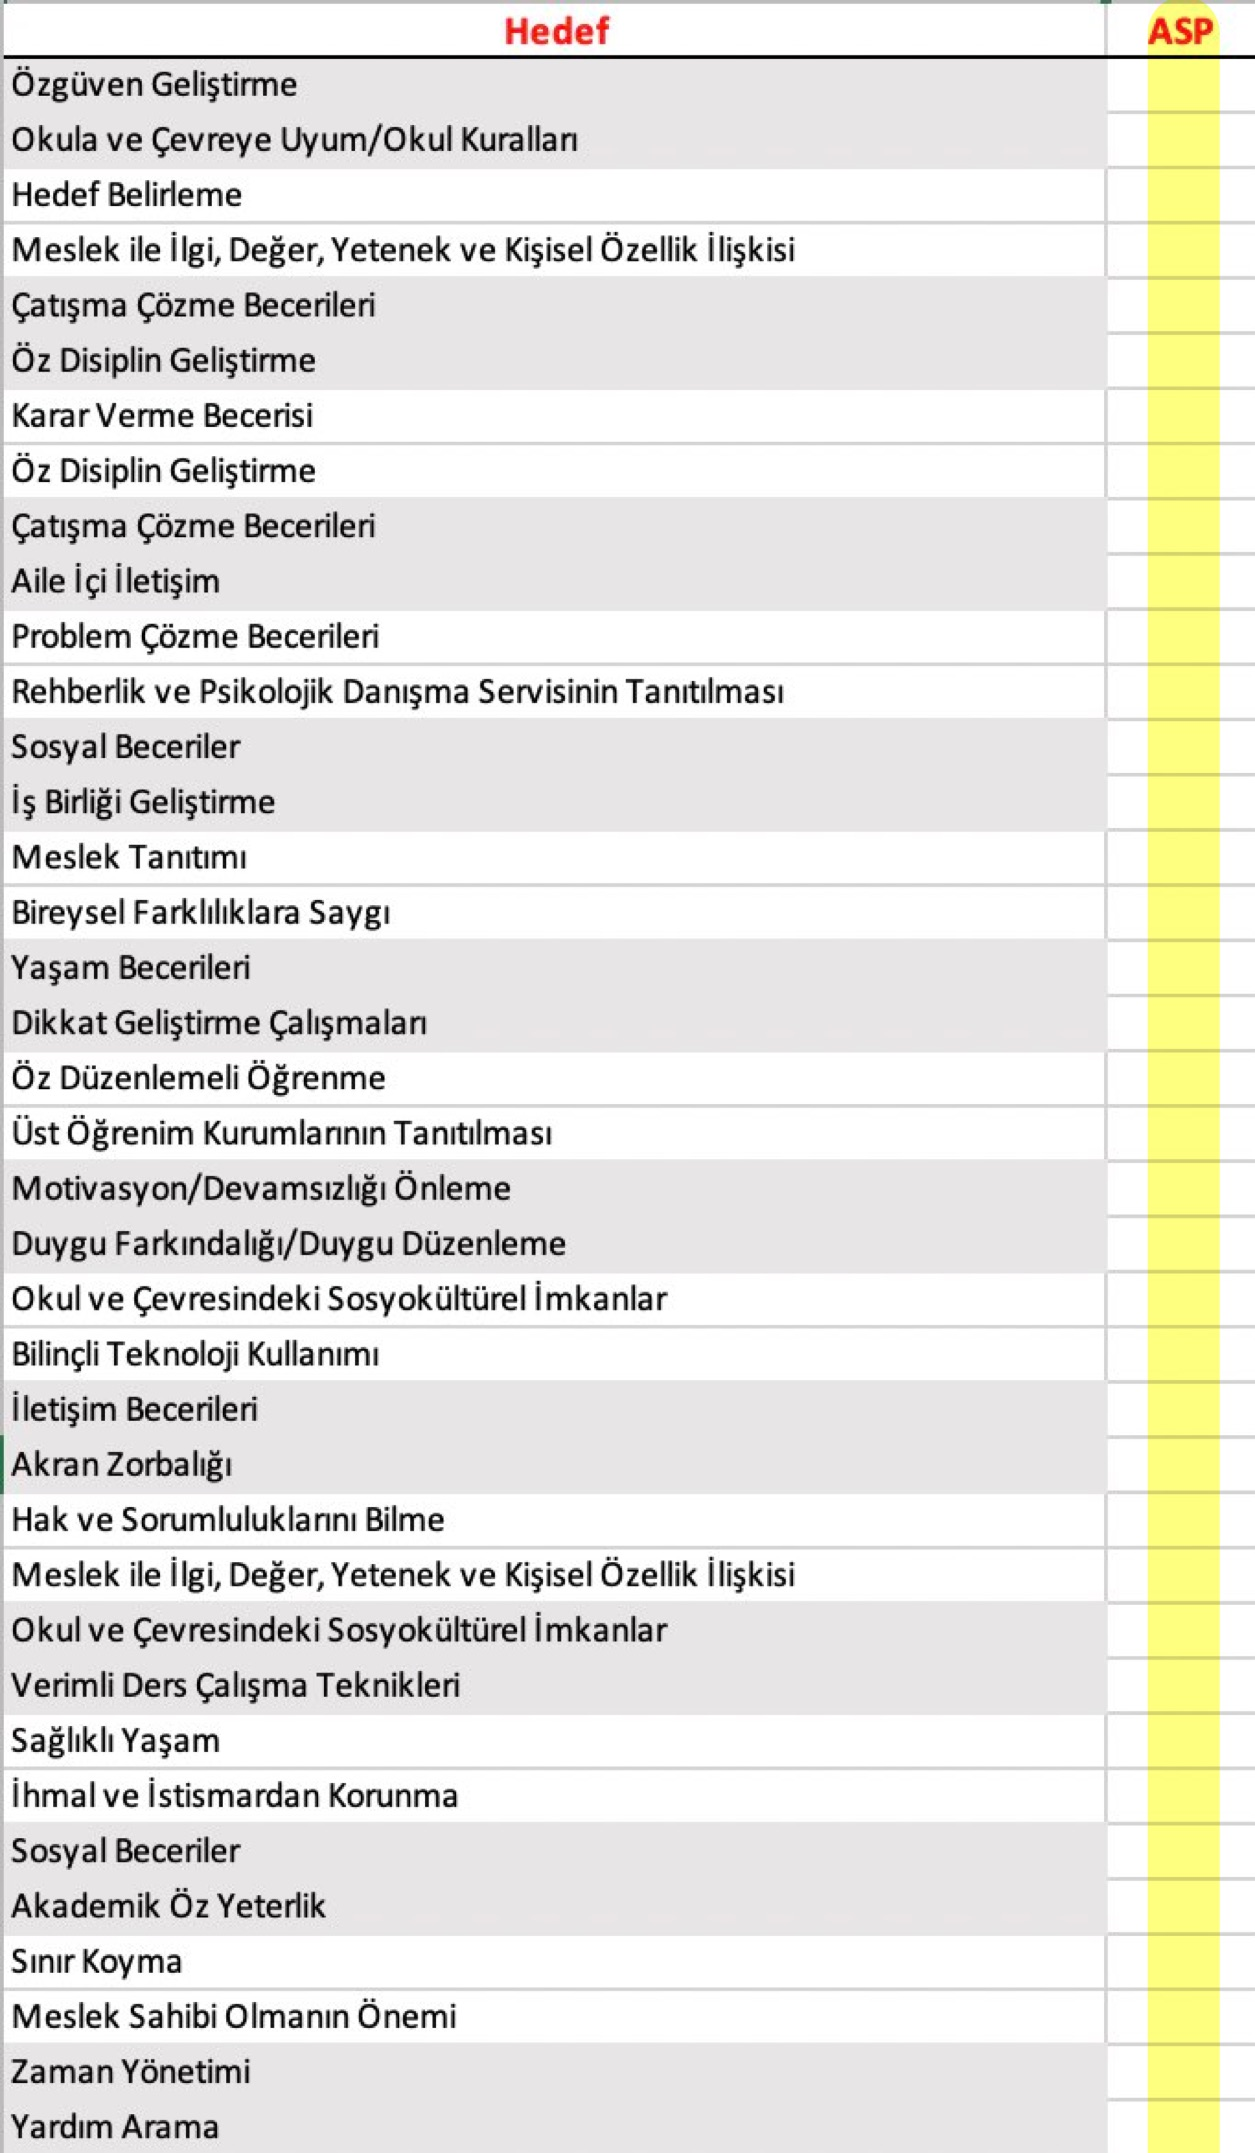 Hedef ASP
Özgüven Geliştirme
Okula ve Çevreye Uyum/Okul Kuralları
Hedef Belirleme
Meslek ile İlgi, Değer, Yetenek ve Kişisel Özellik İlişkisi
Çatışma Çözme Becerileri
Öz Disiplin Geliştirme
Karar Verme Becerisi
Öz Disiplin Geliştirme
Çatışma Çözme Becerileri
Aile İçi İletişim
Problem Çözme Becerileri
Rehberlik ve Psikolojik Danışma Servisinin Tanıtılması
Sosyal Beceriler
İş Birliği Geliştirme
Meslek Tanıtımı
Bireysel Farklılıklara Saygı
Yaşam Becerileri
Dikkat Geliştirme Çalışmaları
Öz Düzenlemeli Öğrenme
Üst Öğrenim Kurumlarının Tanıtılması
Motivasyon/Devamsızlığı Önleme
Duygu Farkındalığı/Duygu Düzenleme
Okul ve Çevresindeki Sosyokültürel İmkanlar
Bilinçli Teknoloji Kullanımı
İletişim Becerileri
Akran Zorbalığı
Hak ve Sorumluluklarını Bilme
Meslek ile İlgi, Değer, Yetenek ve Kişisel Özellik İlişkisi
Okul ve Çevresindeki Sosyokültürel İmkanlar
Verimli Ders Çalışma Teknikleri
Sağlıklı Yaşam
İhmal ve İstismardan Korunma
Sosyal Beceriler
Akademik Öz Yeterlik
Sınır Koyma
Meslek Sahibi Olmanın Önemi
Zaman Yönetimi
Yardım Arama